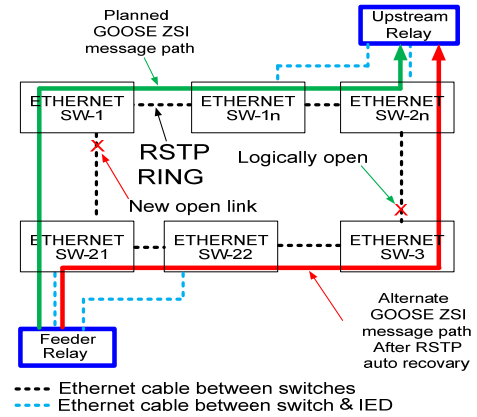 Planned
GOOSE ZSI
message path
Upstream
Relay
ETHERNET
SW-1
ETHERNET
SW-1n
ETHERNET
SW-2n
RSTP
RING
Logically open
New open link
ETHERNET
SW-21
ETHERNET
SW-22
ETHERNET
SW-3
Alternate
GOOSE ZSI
message path
After RSTP
auto recovary
Feeder
Relay
Ethernet cable between switches
Ethernet cable between switch & IED